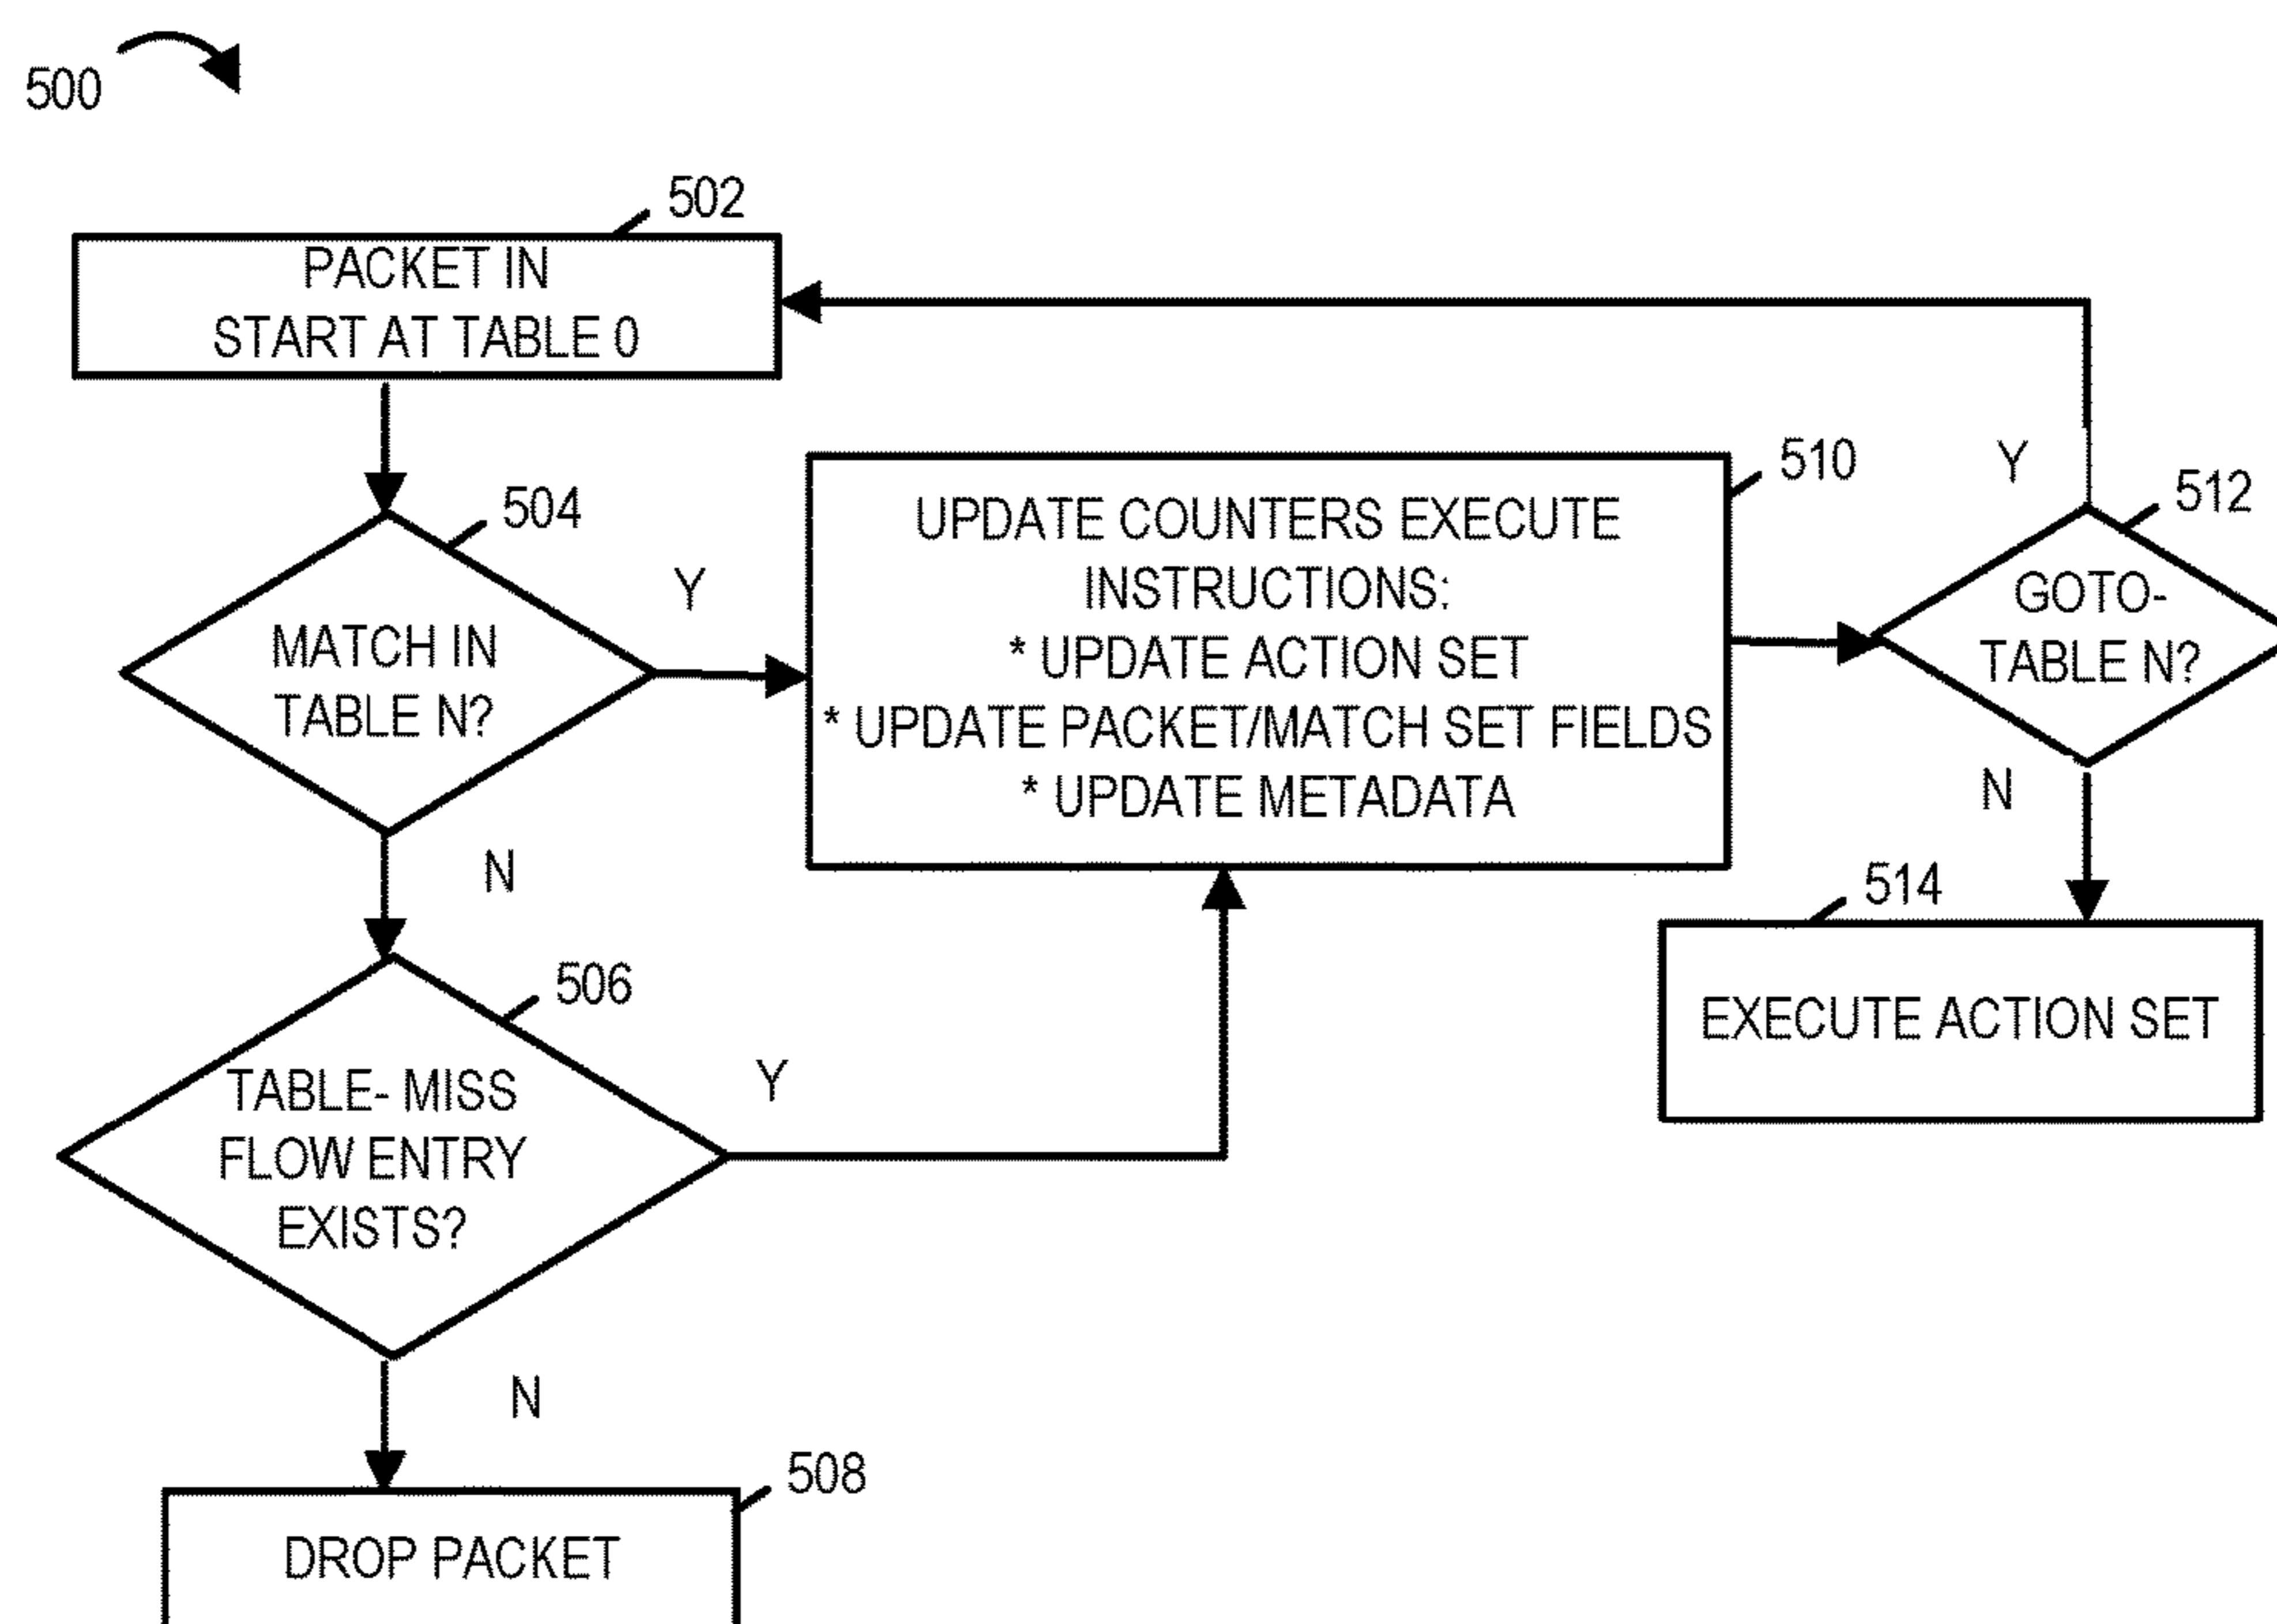 500
502
PACKET IN
START AT TABLE 0
504
MATCH IN
TABLE N?
Y
N
510
UPDATE COUNTERS EXECUTE
INSTRUCTIONS:
* UPDATE ACTION SET
* UPDATE PACKET/MATCH SET FIELDS
* UPDATE METADATA
Y
512
GOTO-
TABLE N?
N
514
EXECUTE ACTION SET
506
TABLE- MISS
FLOW ENTRY
EXISTS?
Y
N
508
DROP PACKET